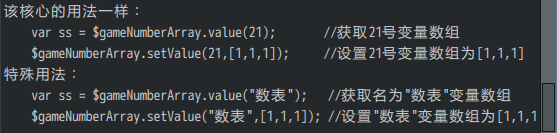 该核心的用法一样：
var ss = $gameNumberArray.value(21); //获取21号变量数组
$gameNumberArray.setValue(21,[1,1,1]); //设置21号变量数组为[1,1,1]
特殊用法：
var ss = $gameNumberArray.value("数表"); //获取名为"数表"变量数组
$gameNumberArray.setValue("数表",[1,1,1]); //设置"数表"变量数组为[1,1,1